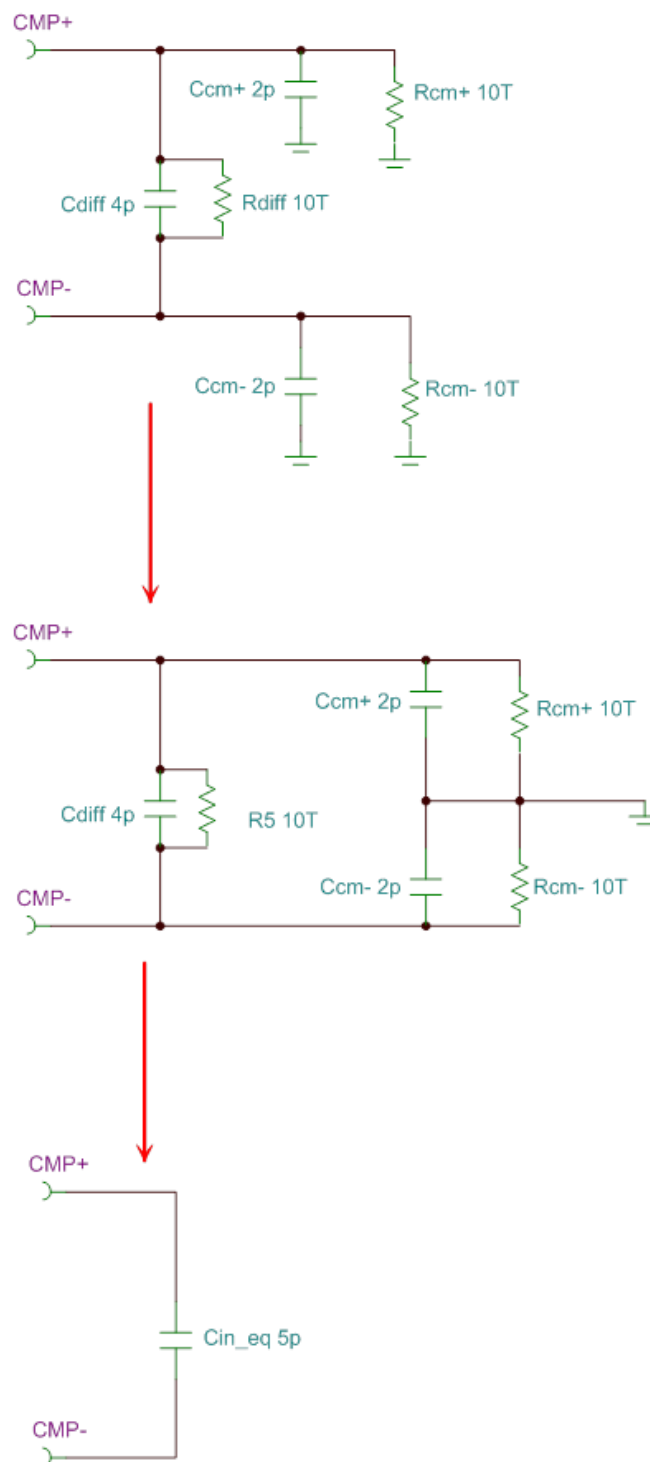 CMP+
Ccm+ 2p
Rcm+ 10T
Cdiff 4p
Rdiff 10T
CMP-
Ccm- 2p
Rcm- 10T
CMP+
Ccm+ 2p
Rcm+ 10T
Cdiff 4p
R5 10T
Ccm- 2p
Rcm- 10T
CMP-
CMP+
Cin_eq 5p
CMP-